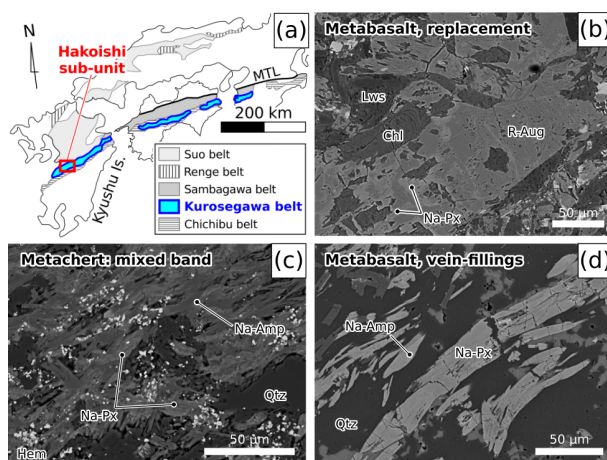 (a)
N
Hakoishi
sub-unit
MTL
200 km
Kyushu Is.
Suo belt
Renge belt
Sambagawa belt
Kurosegawa belt
Chichibu belt
Metabasalt, replacement
(b)
Lws
Chl
R-Aug
Na-Px
50 µm
Metachert: mixed band
(c)
Na-Amp
Na-Px
Qtz
Hem
50 µm
Metabasalt, vein-fillings
(d)
Na-Amp
Na-Px
Qtz
50 µm